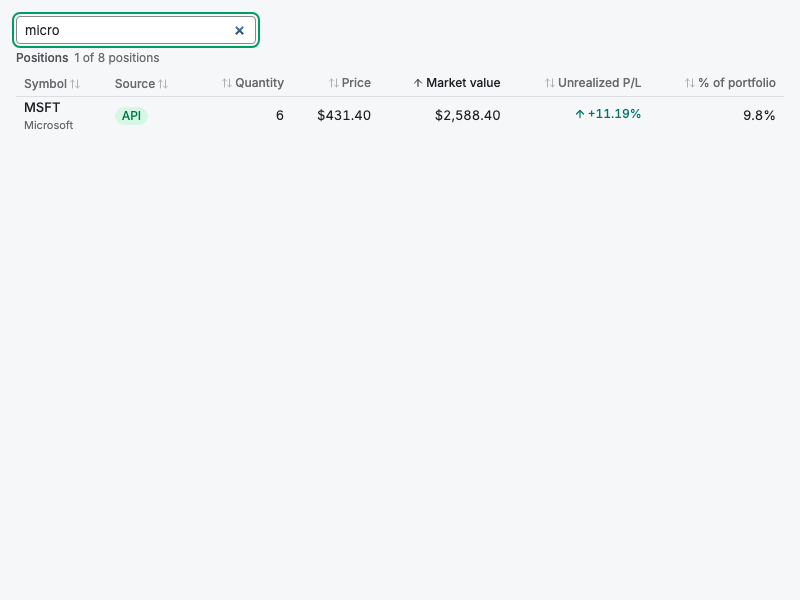 micro
Positions 1 of 8 positions
Symbol Source Quantity Price Market value Unrealized P/L % of portfolio
MSFT
Microsoft
API 6 $431.40 $2,588.40 +11.19% 9.8%